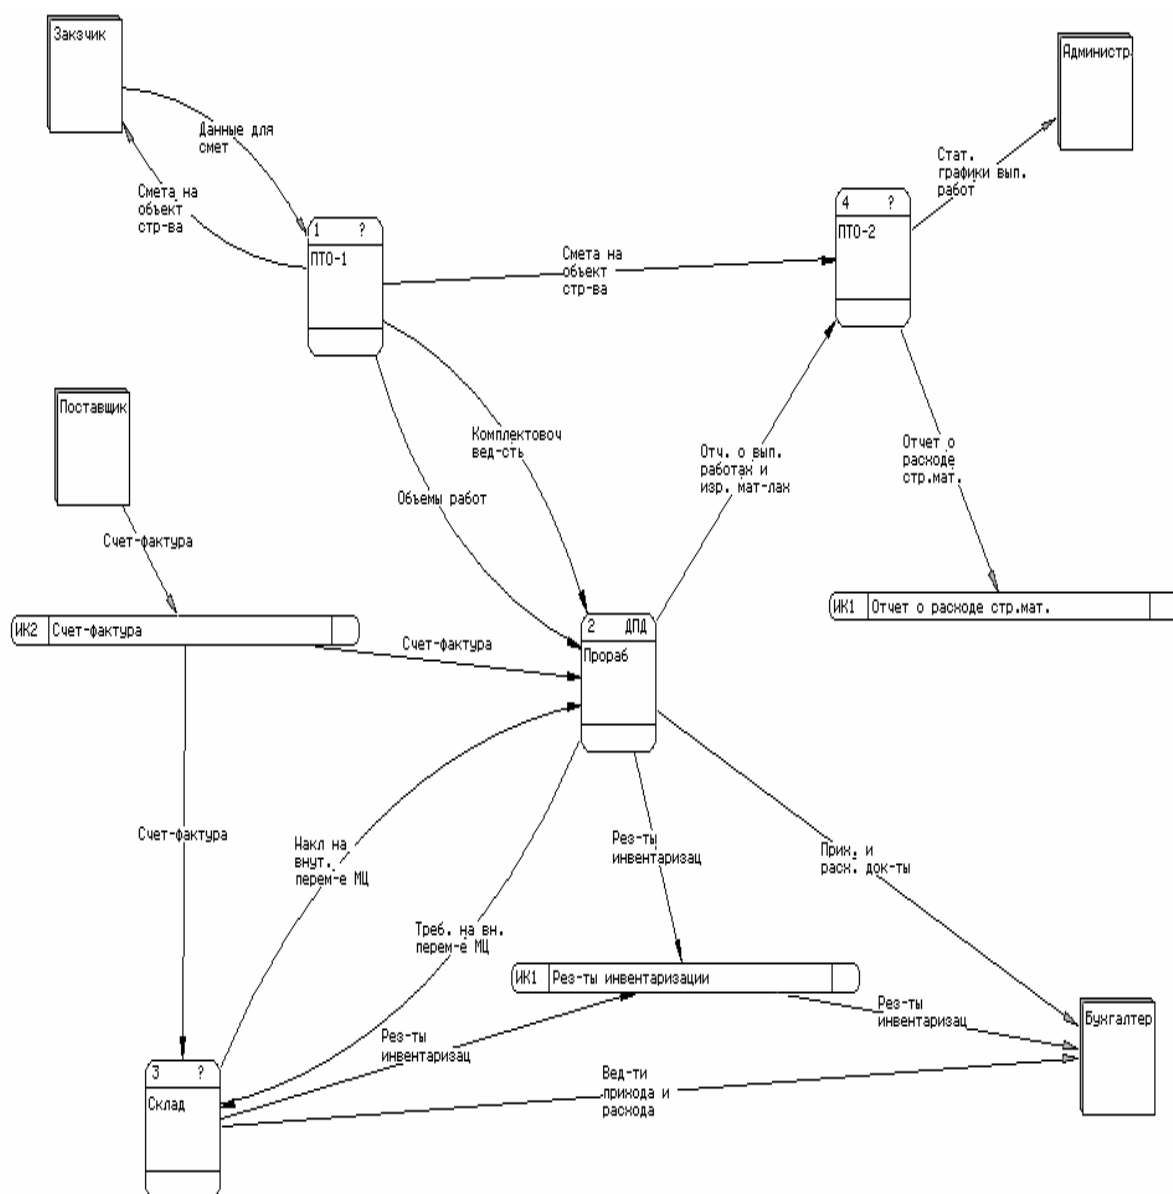 Закзчик
Администр.
Данные для
смет
Стат.
графики вып.
работ
Смета на
объект
стр-ва
1 ?
ПТО-1
4 ?
ПТО-2
Смета на
объект
стр-ва
Поставщик
Комплектовоч
вед-сть
Отч. о вып.
работах и
изр. мат-лах
Отчет о
расходе
стр.мат.
Объемы работ
Счет-фактура
ИК2 Счет-фактура
ИК1 Отчет о расходе стр.мат.
2 ДПД
Прораб
Счет-фактура
Счет-фактура
Накл на
внут.
перем-е МЦ
Рез-ты
инвентаризац
Прих. и
расх. док-ты
Треб. на вн.
перем-е МЦ
ИК1 Рез-ты инвентаризации
Рез-ты
инвентаризац
Бухгалтер
Рез-ты
инвентаризац
3 ?
Склад
Вед-ти
прихода и
расхода